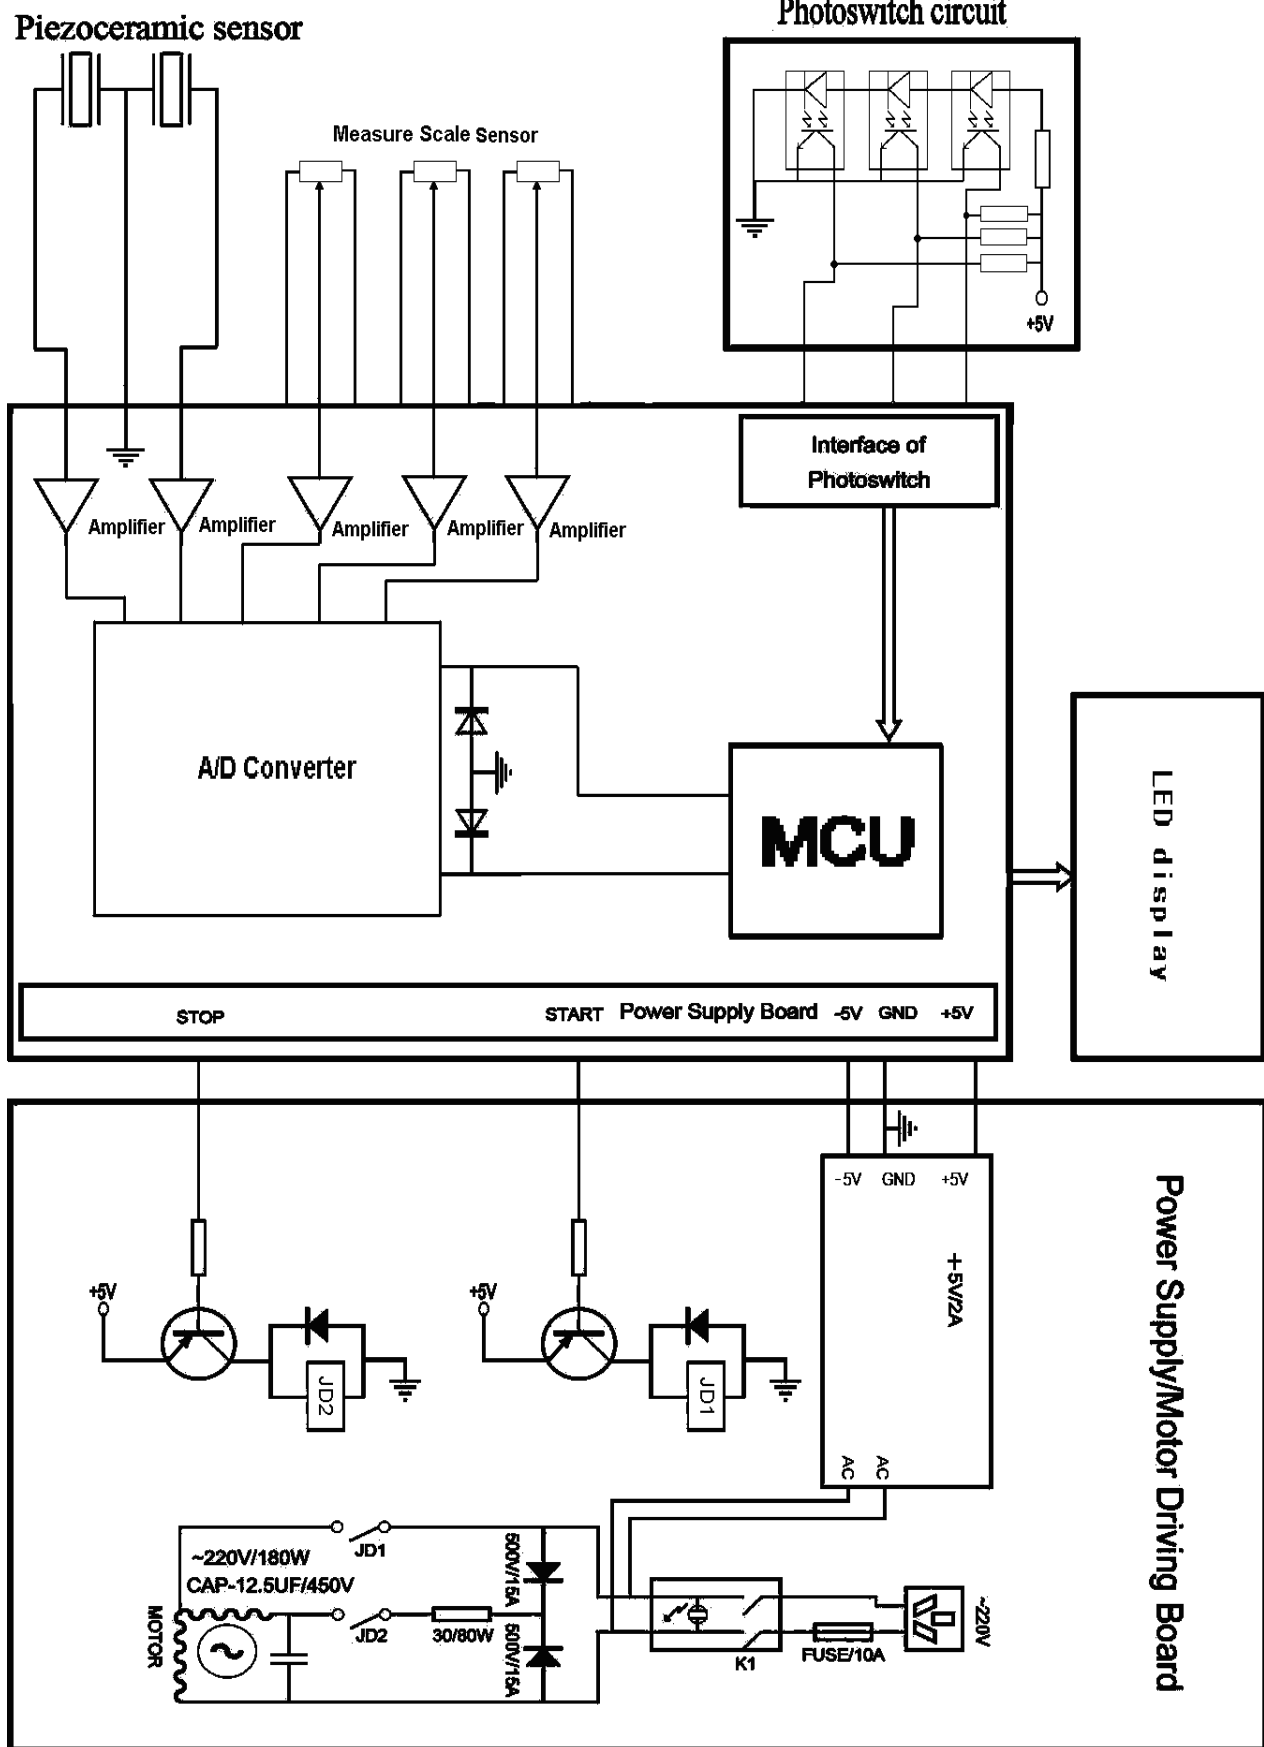 Piezoceramic sensor
Photoswitch circuit
Measure Scale Sensor
+5V
Interface of
Photoswitch
Amplifier
Amplifier
Amplifier
Amplifier
Amplifier
A/D Converter
MCU
LED display
STOP
START
Power Supply Board
-5V
GND
+5V
-5V
GND
+5V
+5V/2A
AC
AC
Power Supply/Motor Driving Board
+5V
JD2
+5V
JD1
~220V/180W
CAP-12.5UF/450V
MOTOR
JD1
JD2
30/80W
500V/15A
500V/15A
K1
FUSE/10A
~220V